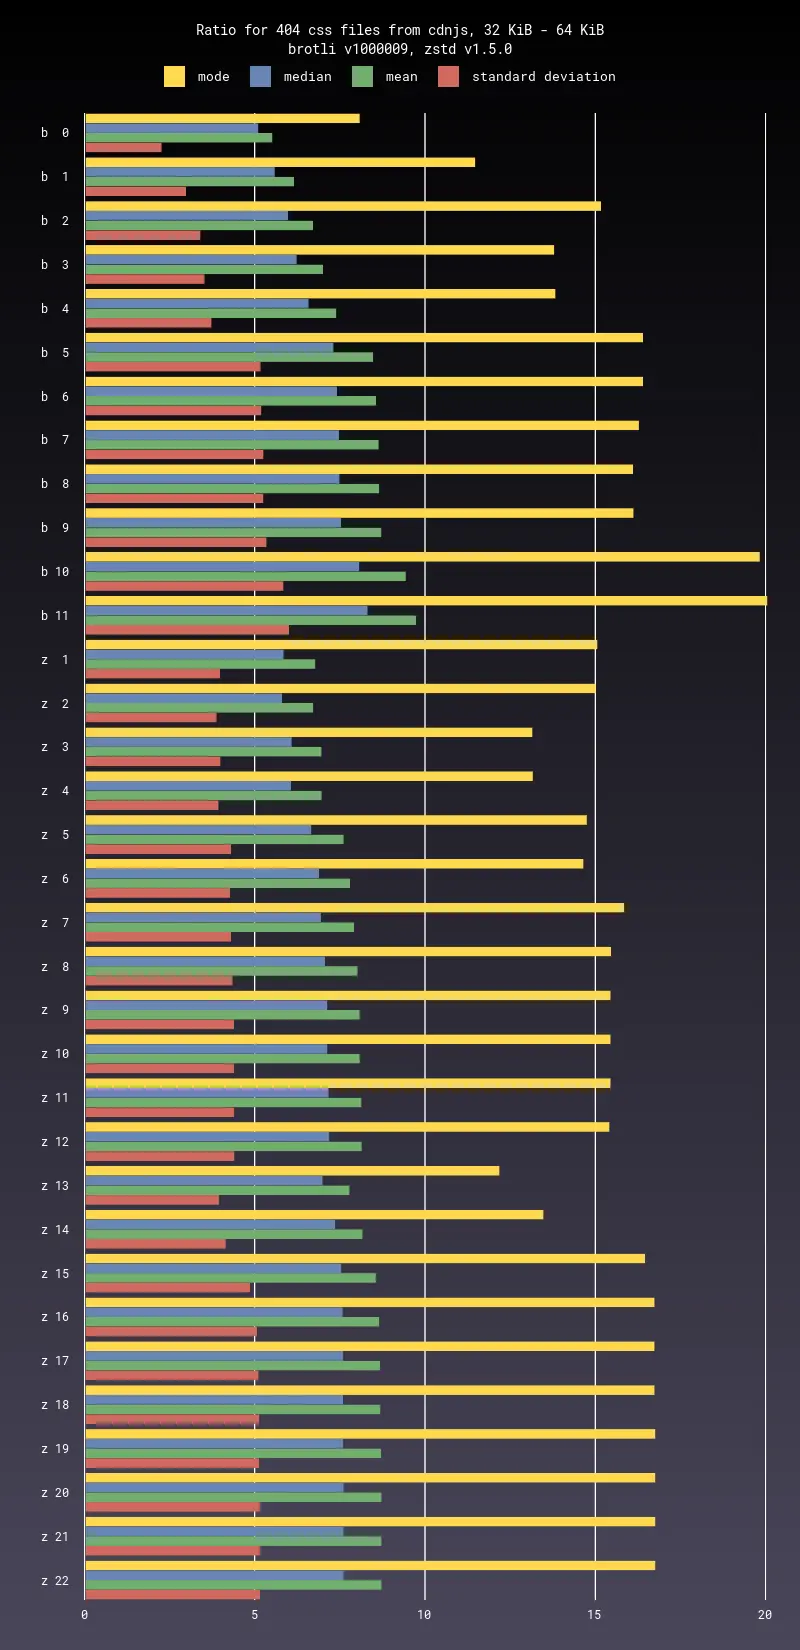 Ratio for 404 css files from cdnjs, 32 KiB - 64 KiB
brotli v1000009, zstd v1.5.0
mode median mean standard deviation
b 0
b 1
b 2
b 3
b 4
b 5
b 6
b 7
b 8
b 9
b 10
b 11
z 1
z 2
z 3
z 4
z 5
z 6
z 7
z 8
z 9
z 10
z 11
z 12
z 13
z 14
z 15
z 16
z 17
z 18
z 19
z 20
z 21
z 22
0 5 10 15 20